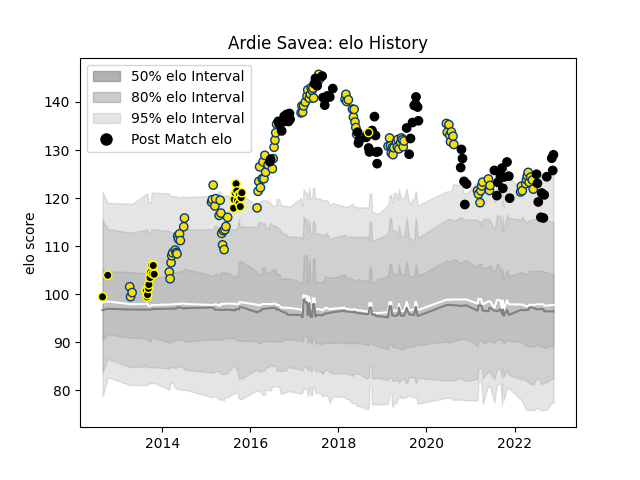 Ardie Savea: elo History
50% elo Interval
80% elo Interval
95% elo Interval
Post Match elo
elo score
140
130
120
110
100
90
80
2014
2016
2018
2020
2022